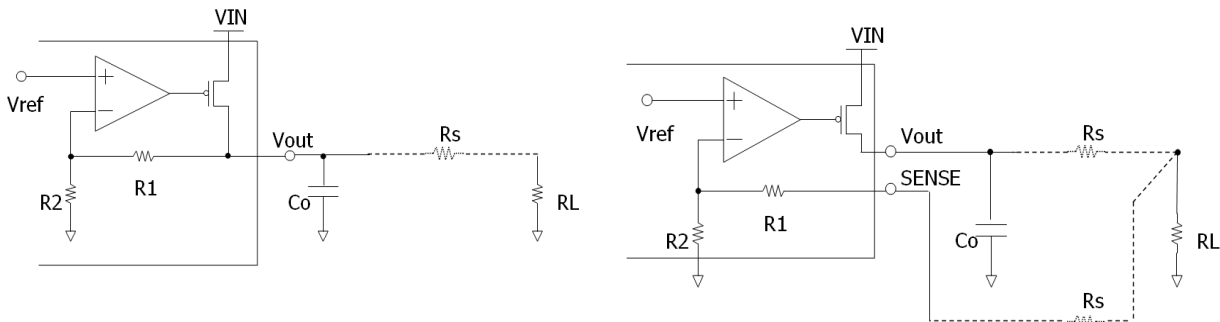 VIN
+
Vref
−
Vout
Rs
R1
R2
Co
RL
VIN
+
Vref
−
Vout
Rs
SENSE
R1
R2
Co
RL
Rs